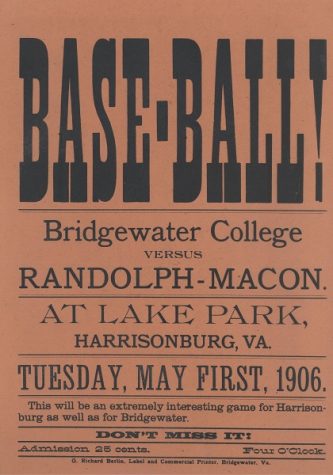 BASE-BALL!
Bridgewater College
VERSUS
RANDOLPH-MACON.
AT LAKE PARK,
HARRISONBURG, VA.
TUESDAY, MAY FIRST, 1906.
This will be an extremely interesting game for Harrison-
burg as well as for Bridgewater.
DON'T MISS IT!
Admission 25 cents. Four O'Clock.
G. Richard Berlin, Label and Commercial Printer, Bridgewater, Va.